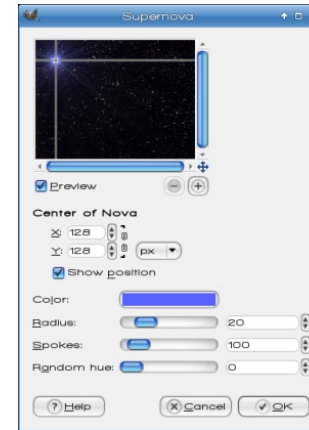 Supernova
Preview
Center of Nova
X: 128
Y: 128 px
Show position
Color:
Radius: 20
Spokes: 100
Random hue: 0
Help Cancel OK